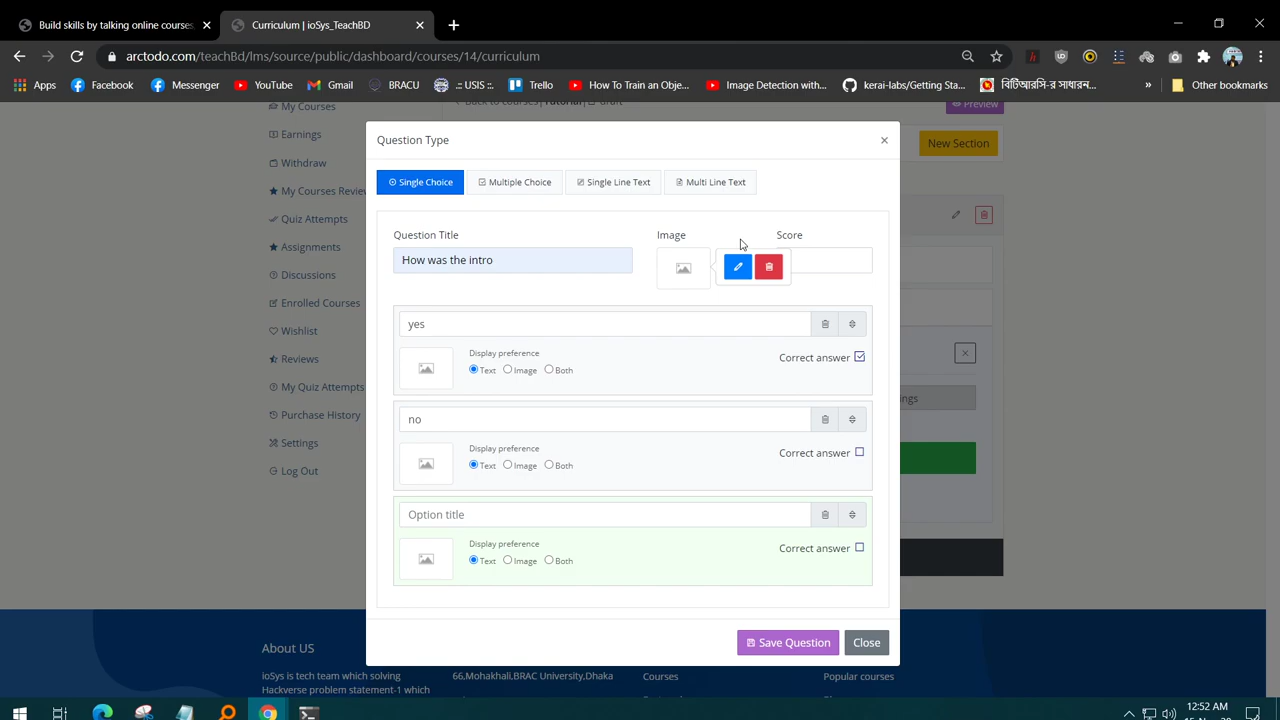 Build skills by talking online courses
Curriculum | ioSys_TeachBD
arctodo.com/teachBd/lms/source/public/dashboard/courses/14/curriculum
Apps
Facebook
Messenger
YouTube
Gmail
BRACU
:: USIS ::
Trello
How To Train an Obje...
Image Detection with...
kerai-labs/Getting St...
Other bookmarks
My Courses
Back to courses | Tutorial | Draft
Preview
Earnings
New Section
Withdraw
My Courses Revie
Quiz Attempts
Assignments
Discussions
Enrolled Courses
Wishlist
Reviews
My Quiz Attempts
Purchase History
Settings
Log Out
Question Type
Single Choice
Multiple Choice
Single Line Text
Multi Line Text
Question Title
Image
Score
How was the intro
yes
Display preference
Correct answer
Text Image Both
no
Display preference
Correct answer
Text Image Both
Option title
Display preference
Correct answer
Text Image Both
ngs
Save Question
Close
About US
ioSys is tech team which solving
Hackverse problem statement-1 which
66,Mohakhali,BRAC University,Dhaka
Courses
Popular courses
12:52 AM